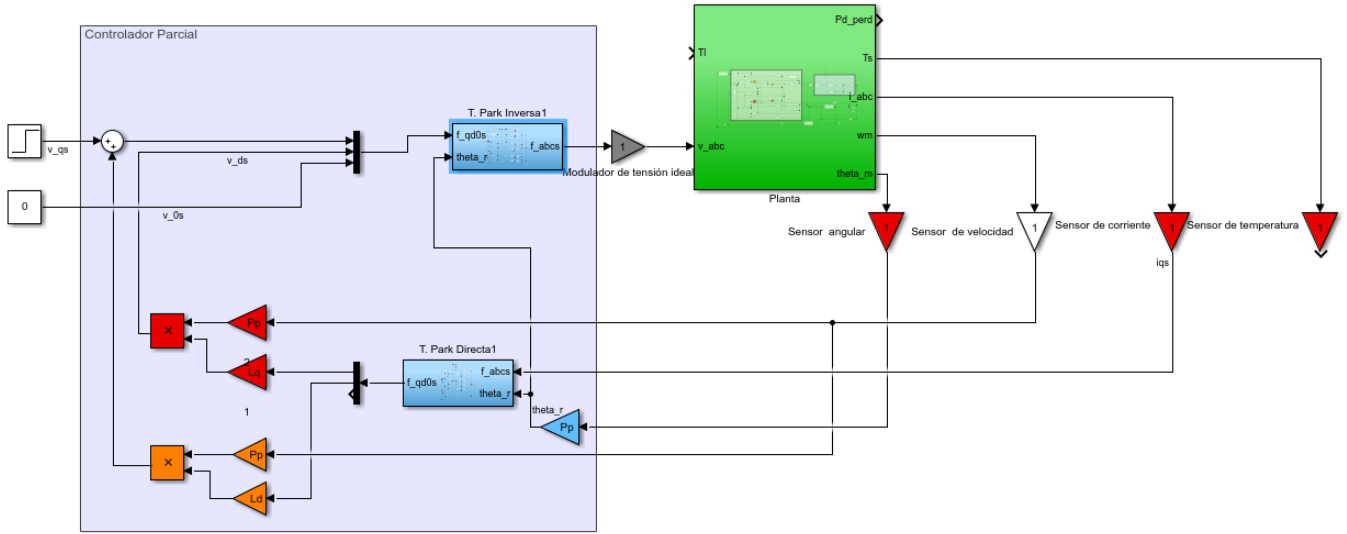 Controlador Parcial
Pd_perd
Tl
Ts
i_abc
wm
theta_m
v_abc
Planta
T. Park Inversa1
f_qd0s
theta_r
f_abcs
1
Modulador de tensión ideal
v_qs
v_ds
0
v_0s
Sensor angular
1
Sensor de velocidad
1
Sensor de corriente
1
Sensor de temperatura
1
iqs
×
Pp
2
Lq
T. Park Directa1
f_abcs
f_qd0s
theta_r
theta_r
Pp
1
×
Pp
Ld